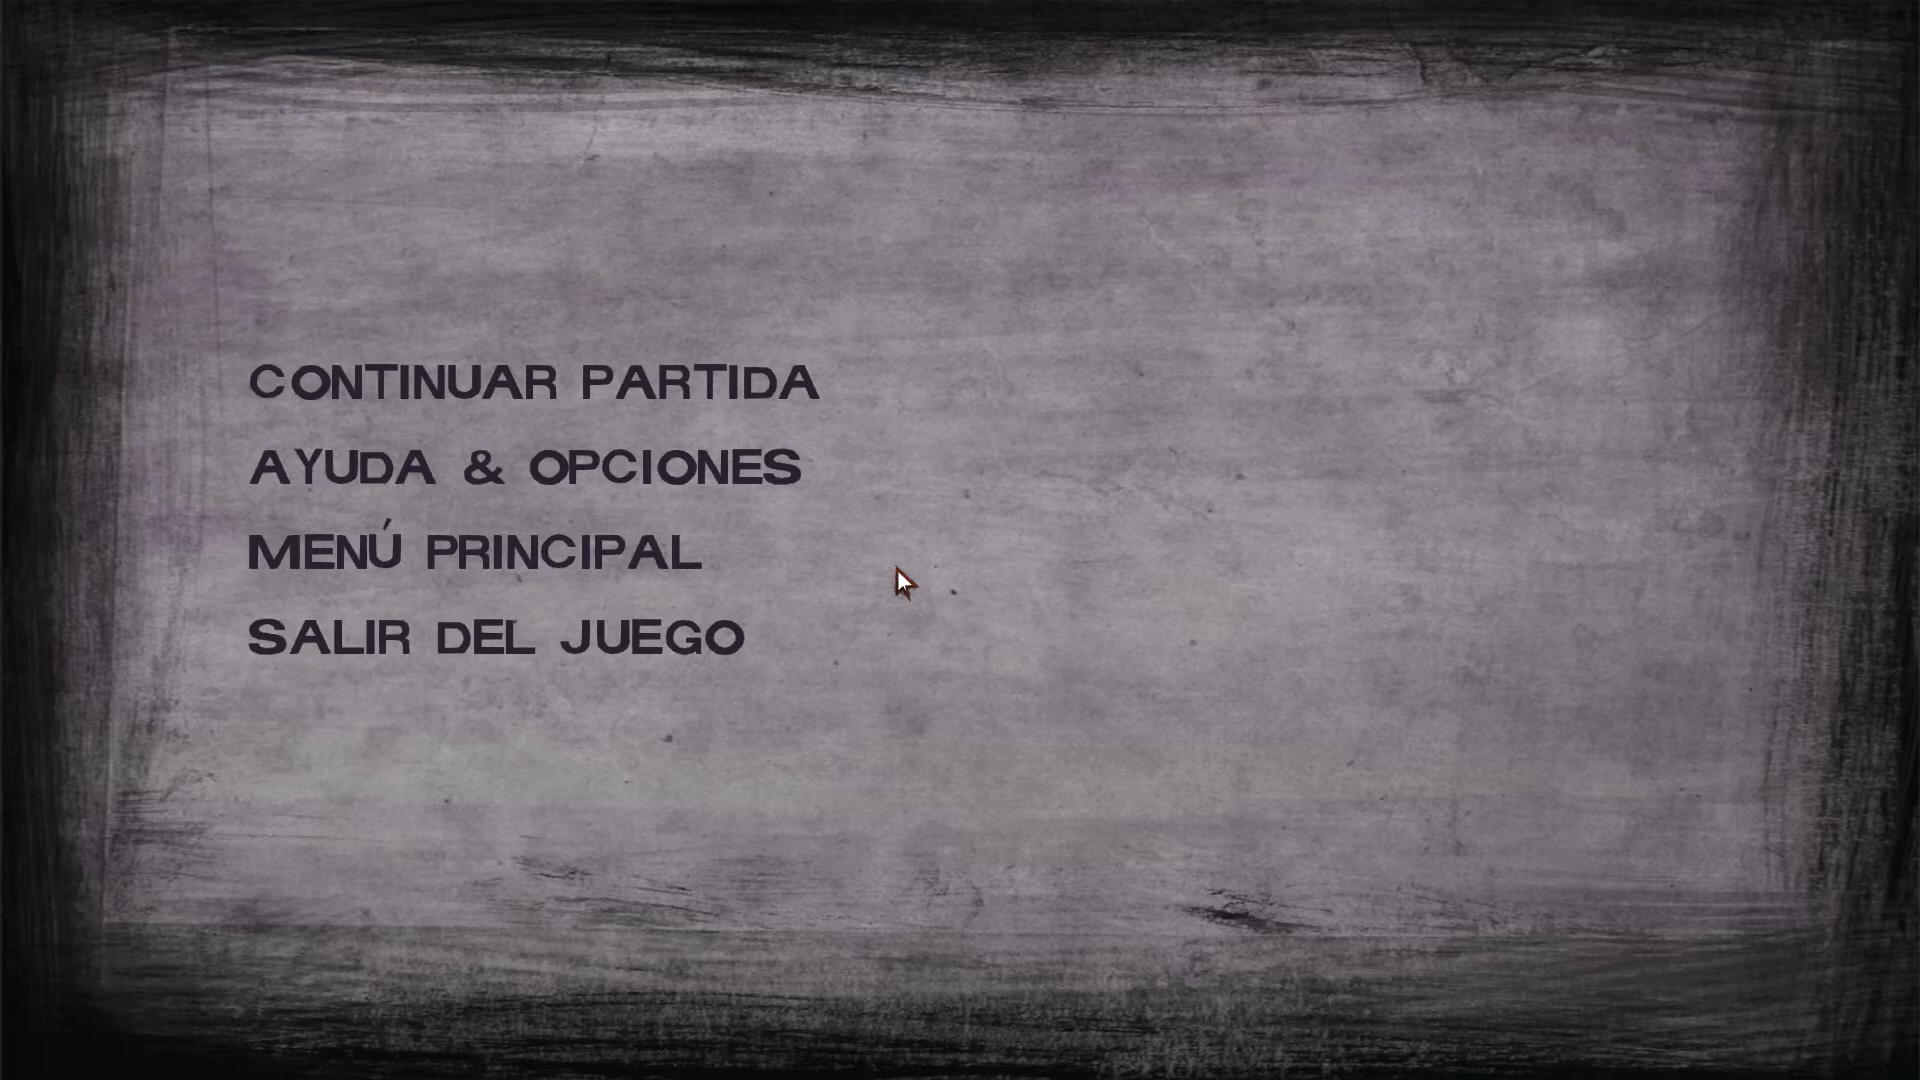 CONTINUAR PARTIDA
AYUDA & OPCIONES
MENÚ PRINCIPAL
SALIR DEL JUEGO